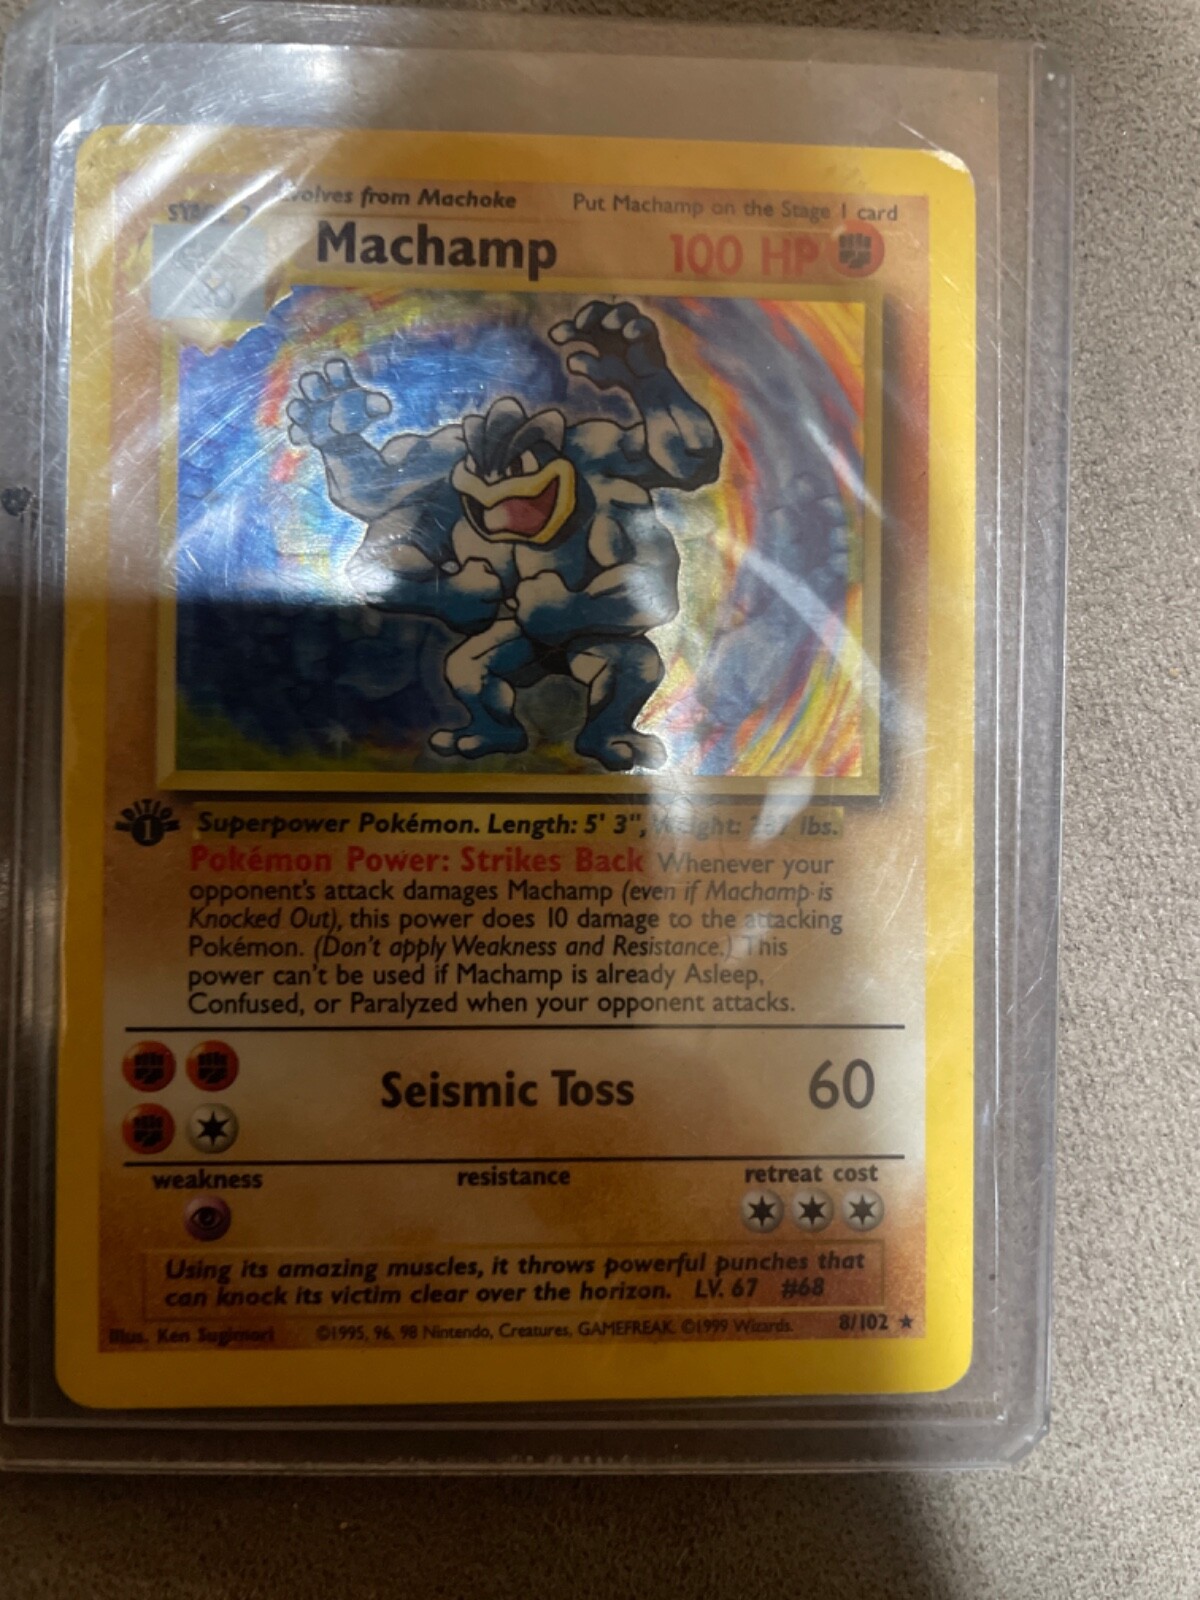 Evolves from Machoke
Put Machamp on the Stage 1 card
STAGE 2
Machamp
100 HP
EDITION
1
Superpower Pokémon. Length: 5' 3", Weight: lbs.
Pokémon Power: Strikes Back Whenever your
opponent's attack damages Machamp (even if Machamp is
Knocked Out), this power does 10 damage to the attacking
Pokémon. (Don't apply Weakness and Resistance.) This
power can't be used if Machamp is already Asleep,
Confused, or Paralyzed when your opponent attacks.
Seismic Toss
60
weakness
resistance
retreat cost
Using its amazing muscles, it throws powerful punches that
can knock its victim clear over the horizon. LV. 67 #68
Illus. Ken Sugimori
©1995, 96, 98 Nintendo, Creatures, GAMEFREAK. ©1999 Wizards.
8/102